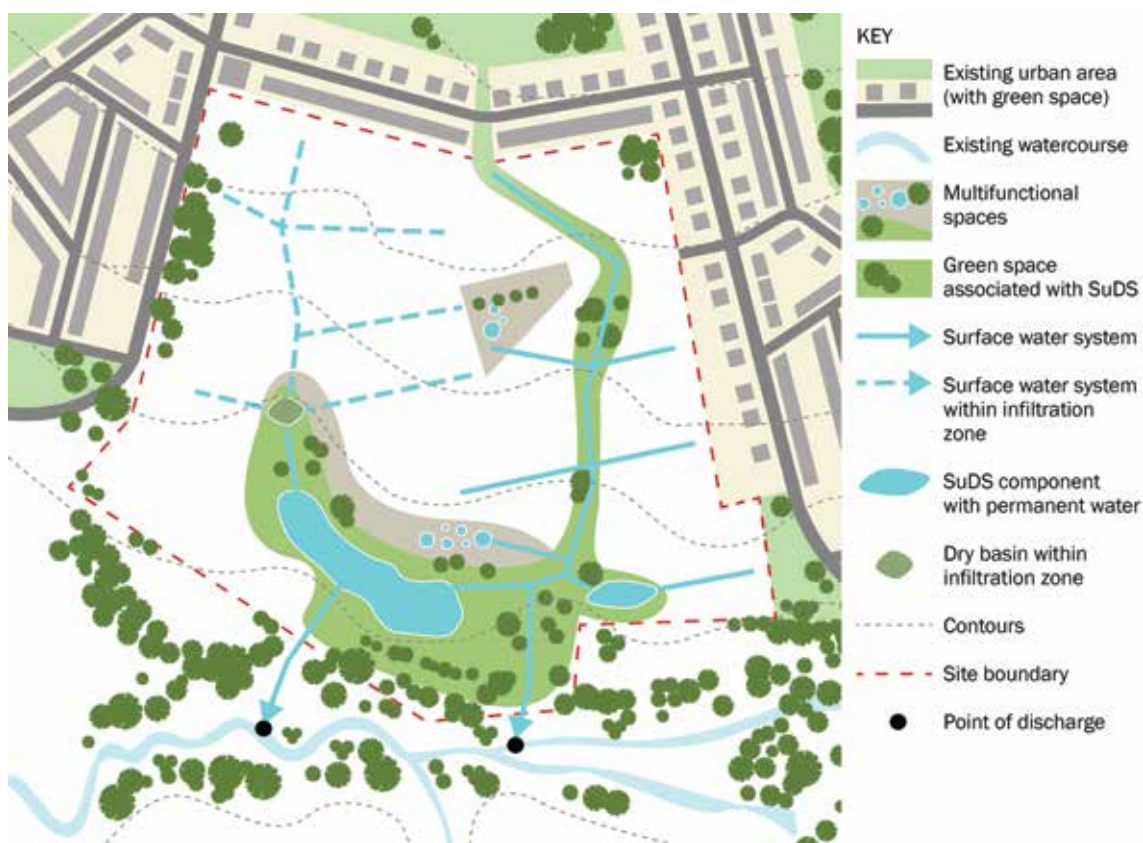 KEY
Existing urban area
(with green space)
Existing watercourse
Multifunctional
spaces
Green space
associated with SuDS
Surface water system
Surface water system
within infiltration
zone
SuDS component
with permanent water
Dry basin within
infiltration zone
Contours
Site boundary
Point of discharge